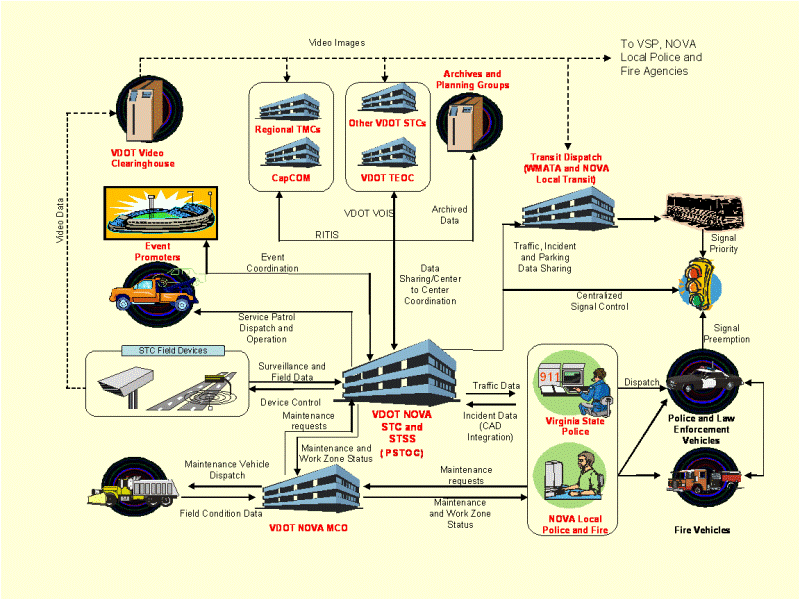 Video Images
To VSP, NOVA
Local Police and
Fire Agencies
Archives and
Planning Groups
Regional TMCs
CapCOM
Other VDOT STCs
VDOT TEOC
VDOT Video
Clearinghouse
Transit Dispatch
(WMATA and NOVA
Local Transit)
Video Data
VDOT VOIS
Archived
Data
RITIS
Event
Promoters
Event
Coordination
Data
Sharing/Center
to Center
Coordination
Traffic, Incident
and Parking
Data Sharing
Signal
Priority
Centralized
Signal Control
Service Patrol
Dispatch and
Operation
Signal
Preemption
STC Field Devices
Surveillance and
Field Data
Device Control
VDOT NOVA
STC and
STSS
(PSTOC)
Traffic Data
Incident Data
(CAD
Integration)
911
Virginia State
Police
Dispatch
Police and Law
Enforcement
Vehicles
Maintenance
requests
Maintenance and
Work Zone Status
Maintenance Vehicle
Dispatch
Field Condition Data
VDOT NOVA MCO
Maintenance
requests
Maintenance
and Work Zone
Status
NOVA Local
Police and Fire
Fire Vehicles